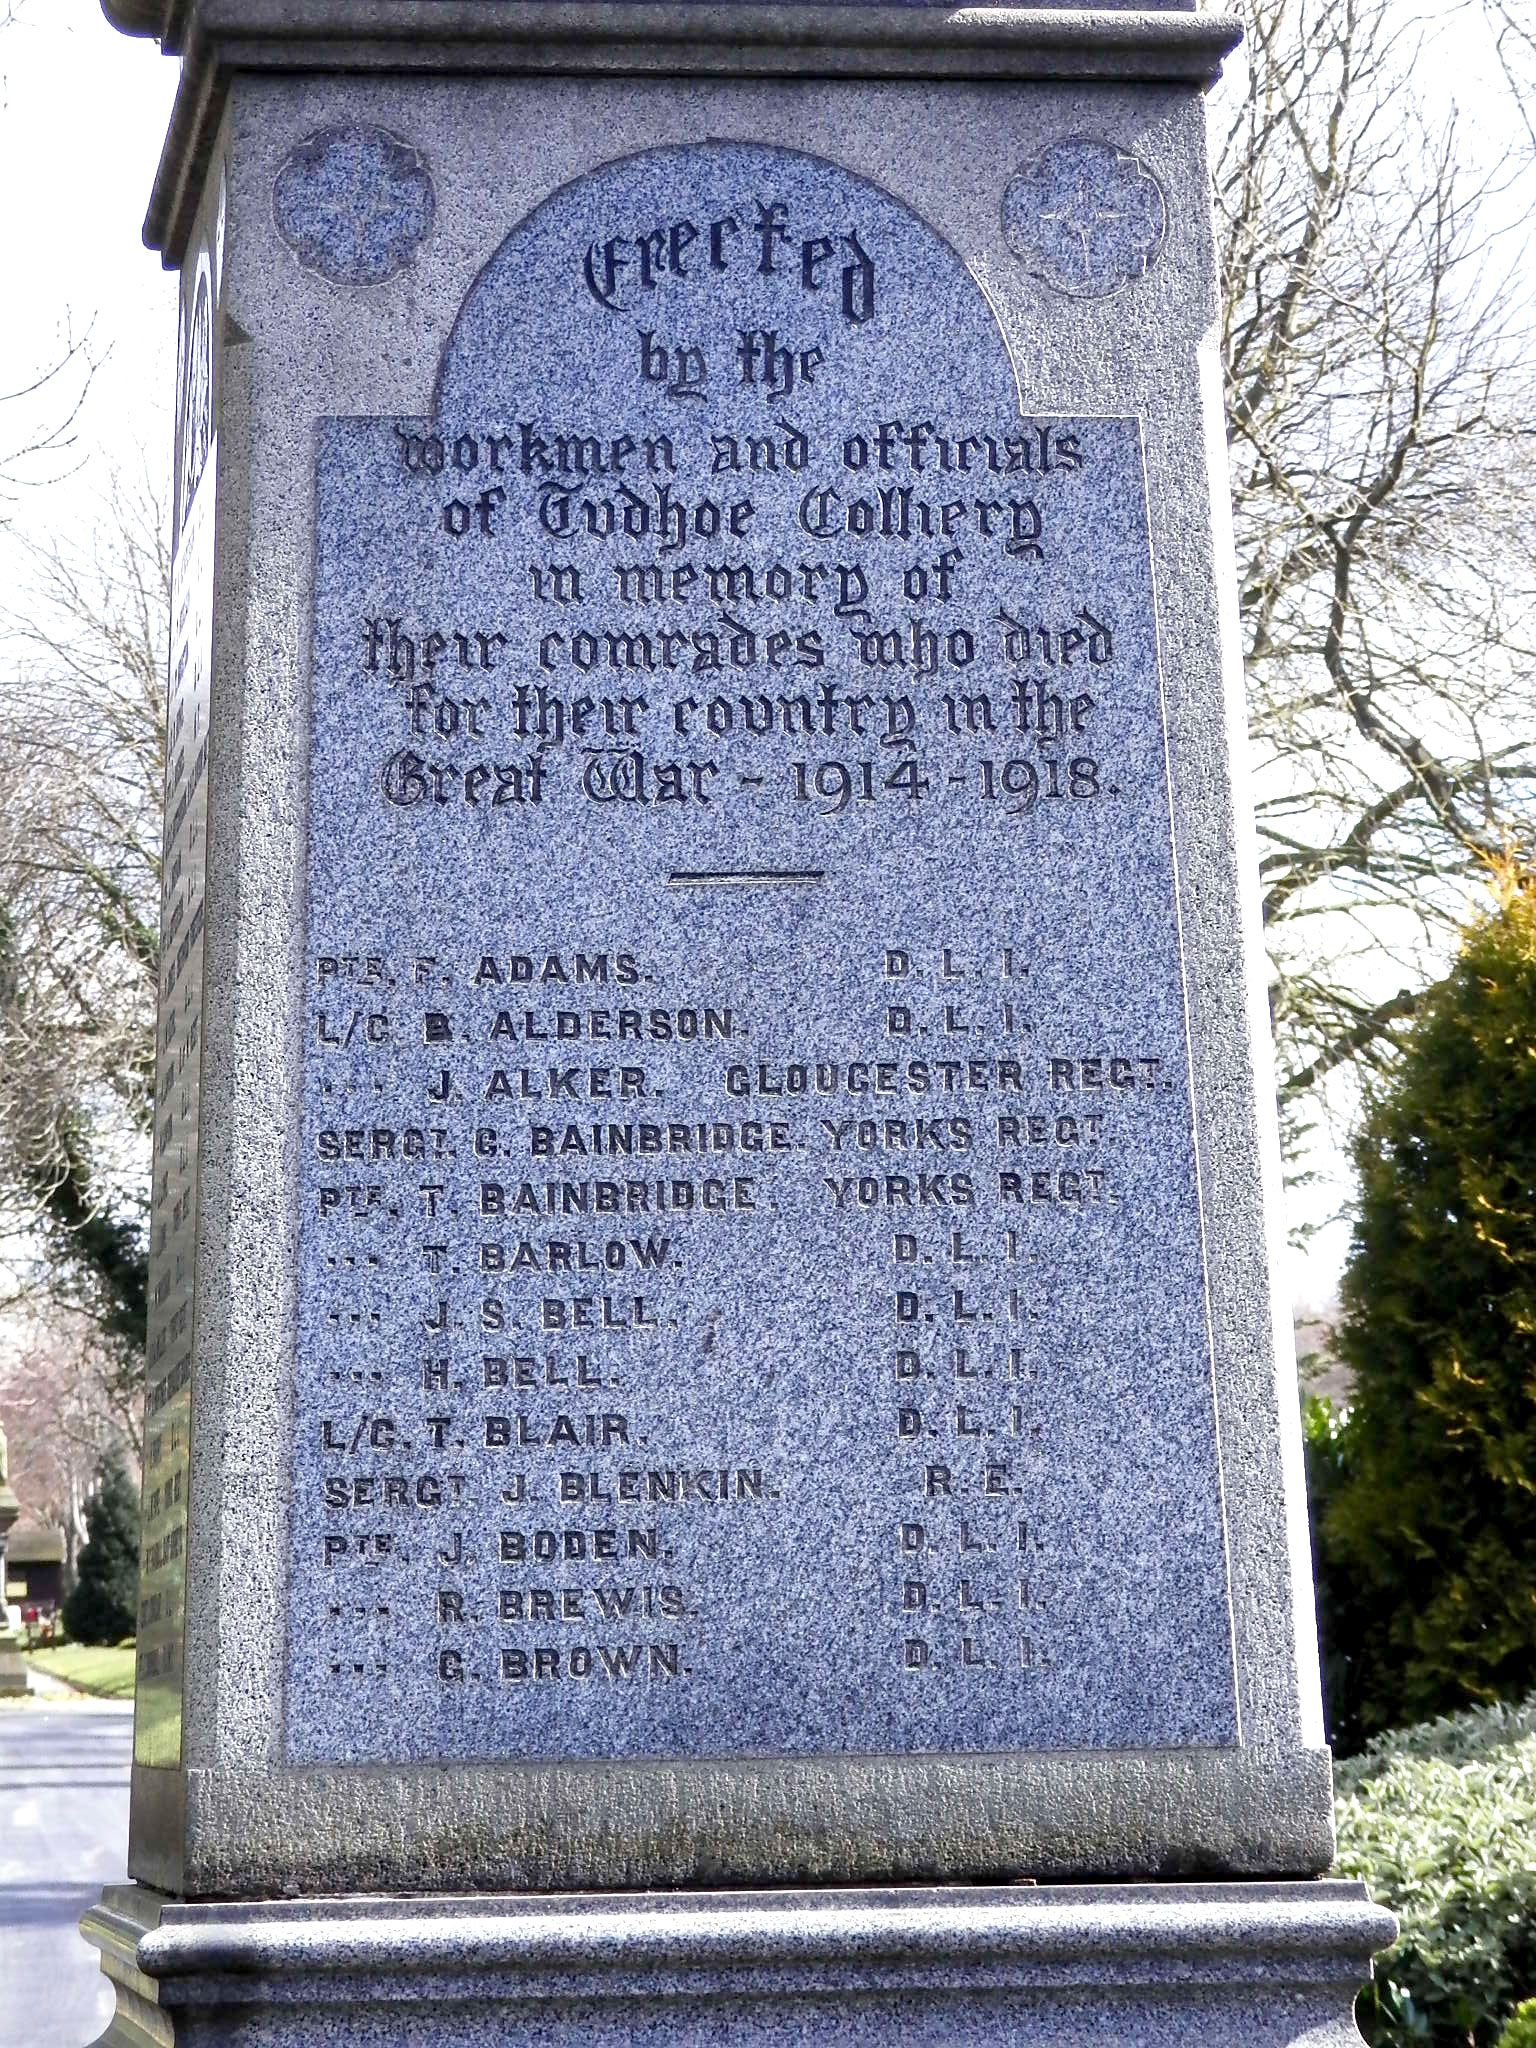 Erected
by the
workmen and officials
of Tudhoe Colliery
in memory of
their comrades who died
for their country in the
Great War - 1914 - 1918.
PTE. F. ADAMS. D. L. I.
L/C B. ALDERSON. D. L. I.
... J. ALKER. GLOUCESTER REGT.
SERGT. G. BAINBRIDGE. YORKS REGT.
PTE. T. BAINBRIDGE. YORKS REGT.
... T. BARLOW. D. L. I.
... J. S. BELL. D. L. I.
... H. BELL. D. L. I.
L/C. T. BLAIR. D. L. I.
SERGT. J. BLENKIN. R. E.
PTE. J. BODEN. D. L. I.
... R. BREWIS. D. L. I.
... G. BROWN. D. L. I.